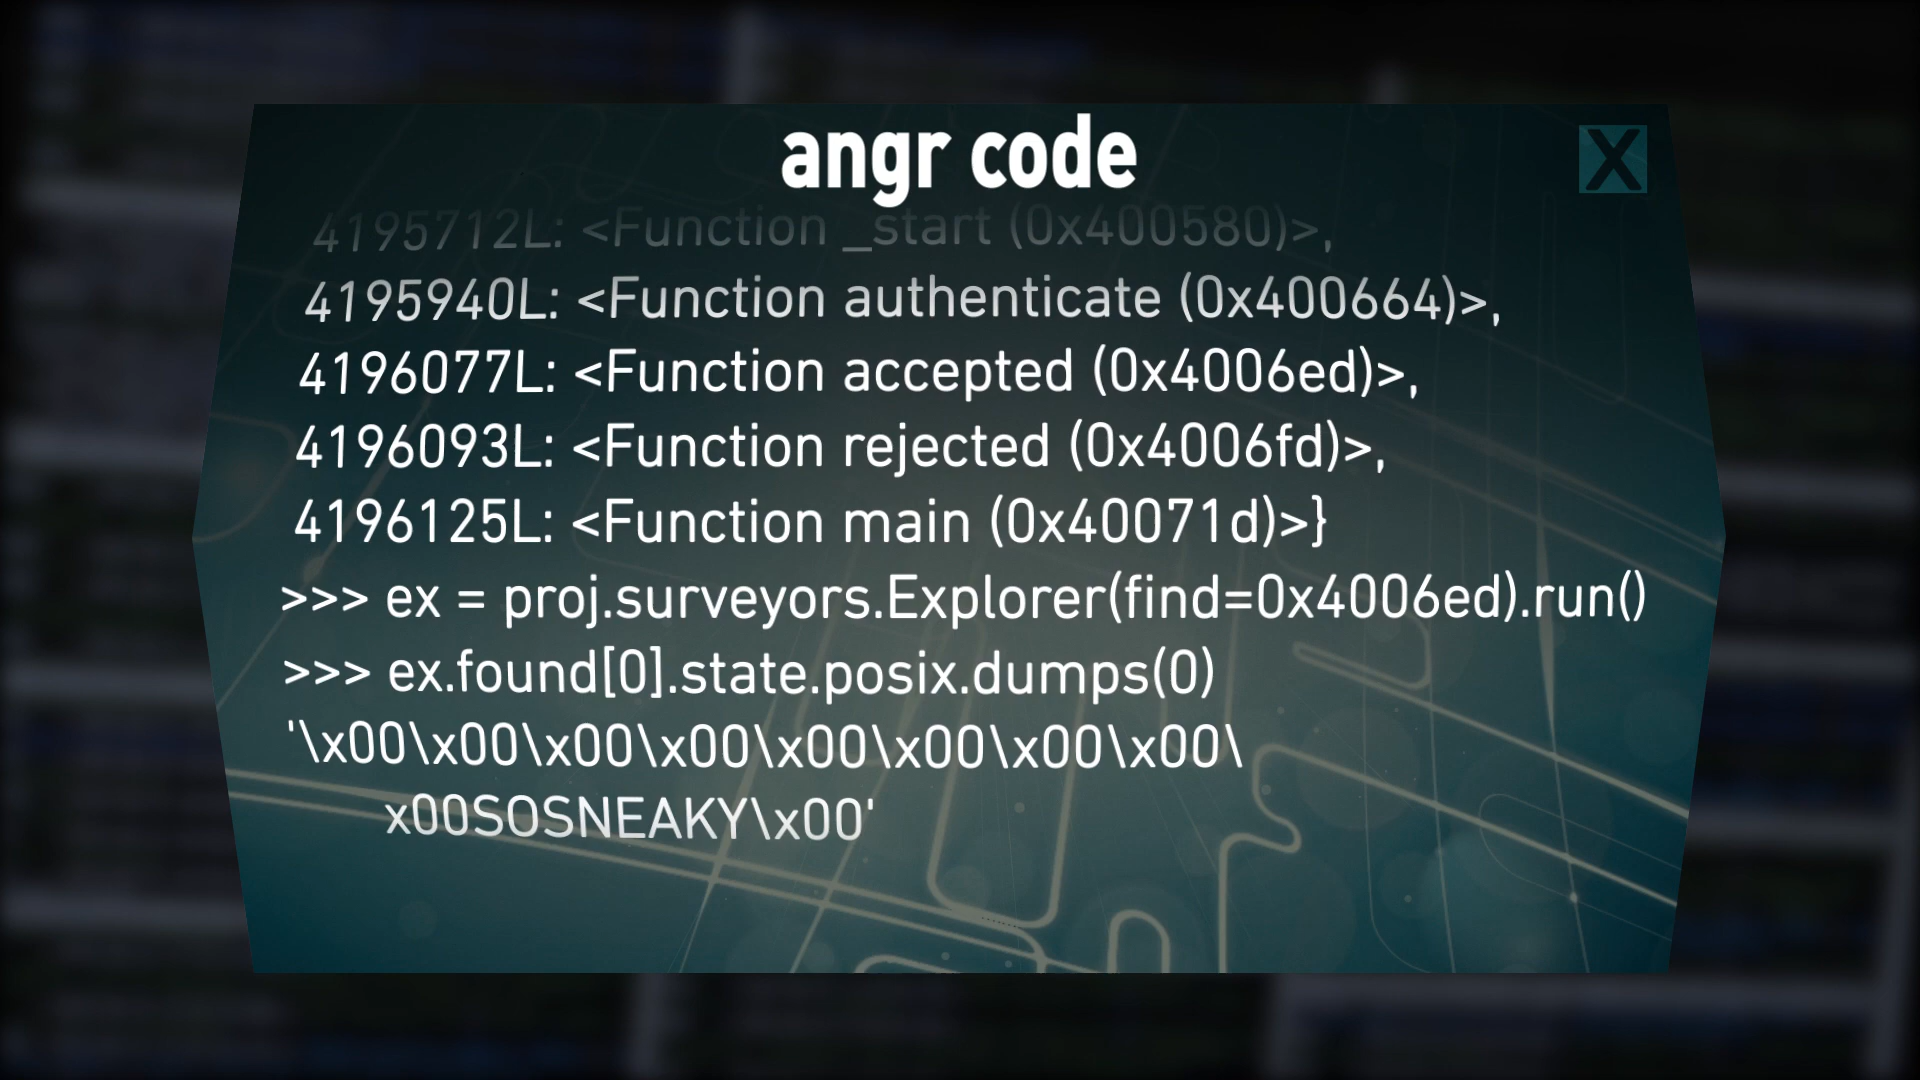 angr code
X
4195712L: <Function _start (0x400580)>,
4195940L: <Function authenticate (0x400664)>,
4196077L: <Function accepted (0x4006ed)>,
4196093L: <Function rejected (0x4006fd)>,
4196125L: <Function main (0x40071d)>}
>>> ex = proj.surveyors.Explorer(find=0x4006ed).run()
>>> ex.found[0].state.posix.dumps(0)
'\x00\x00\x00\x00\x00\x00\x00\x00\
x00SOSNEAKY\x00'